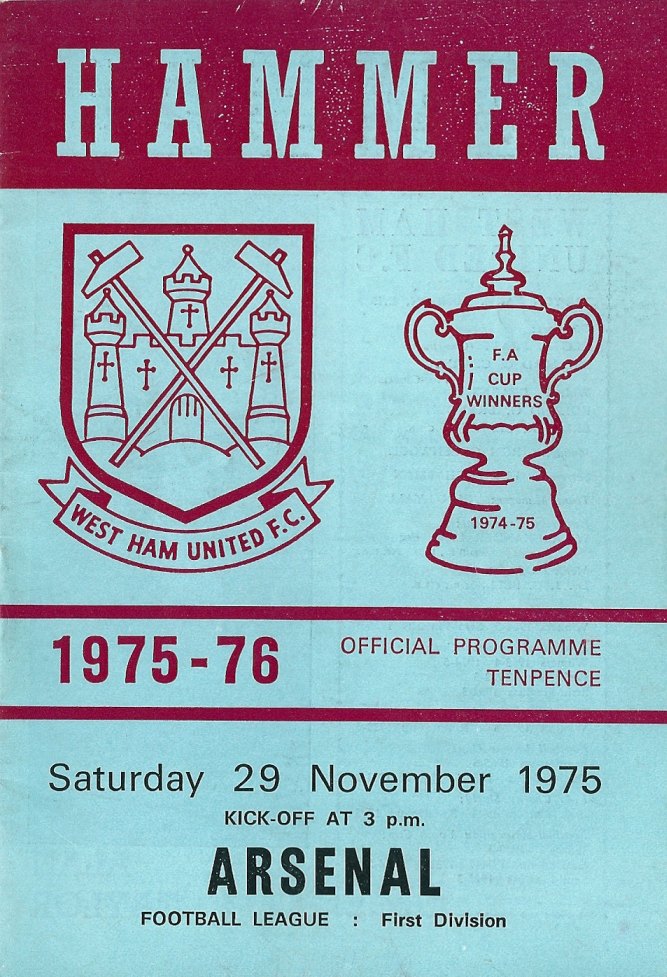 HAMMER
F.A
CUP
WINNERS
1974-75
WEST HAM UNITED F.C.
1975-76
OFFICIAL PROGRAMME
TENPENCE
Saturday 29 November 1975
KICK-OFF AT 3 p.m.
ARSENAL
FOOTBALL LEAGUE : First Division